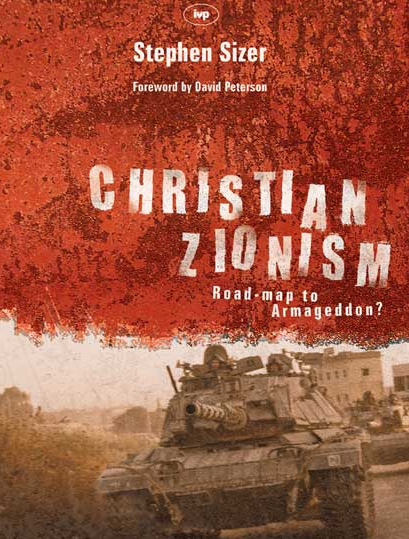 ivp
Stephen Sizer
Foreword by David Peterson
CHRISTIAN
ZIONISM
Road-map to
Armageddon?